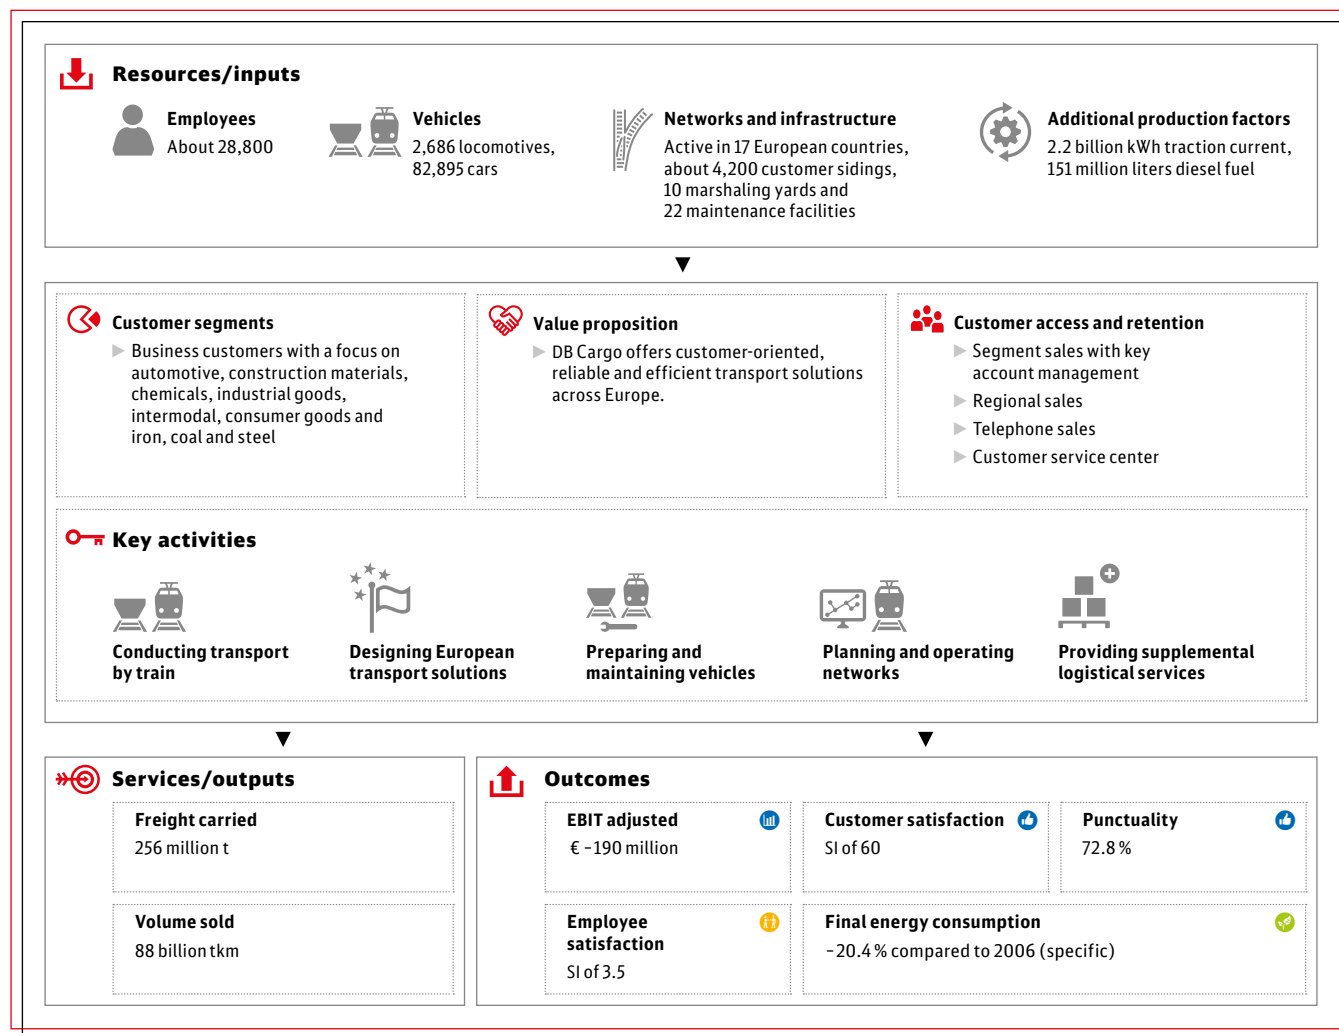 Resources/inputs
Employees
About 28,800
Vehicles
2,686 locomotives,
82,895 cars
Networks and infrastructure
Active in 17 European countries,
about 4,200 customer sidings,
10 marshaling yards and
22 maintenance facilities
Additional production factors
2.2 billion kWh traction current,
151 million liters diesel fuel
Customer segments
Business customers with a focus on
automotive, construction materials,
chemicals, industrial goods,
intermodal, consumer goods and
iron, coal and steel
Value proposition
DB Cargo offers customer-oriented,
reliable and efficient transport solutions
across Europe.
Customer access and retention
Segment sales with key
account management
Regional sales
Telephone sales
Customer service center
Key activities
Conducting transport
by train
Designing European
transport solutions
Preparing and
maintaining vehicles
Planning and operating
networks
Providing supplemental
logistical services
Services/outputs
Freight carried
256 million t
Volume sold
88 billion tkm
Outcomes
EBIT adjusted
€ –190 million
Customer satisfaction
SI of 60
Punctuality
72.8 %
Employee
satisfaction
SI of 3.5
Final energy consumption
–20.4 % compared to 2006 (specific)